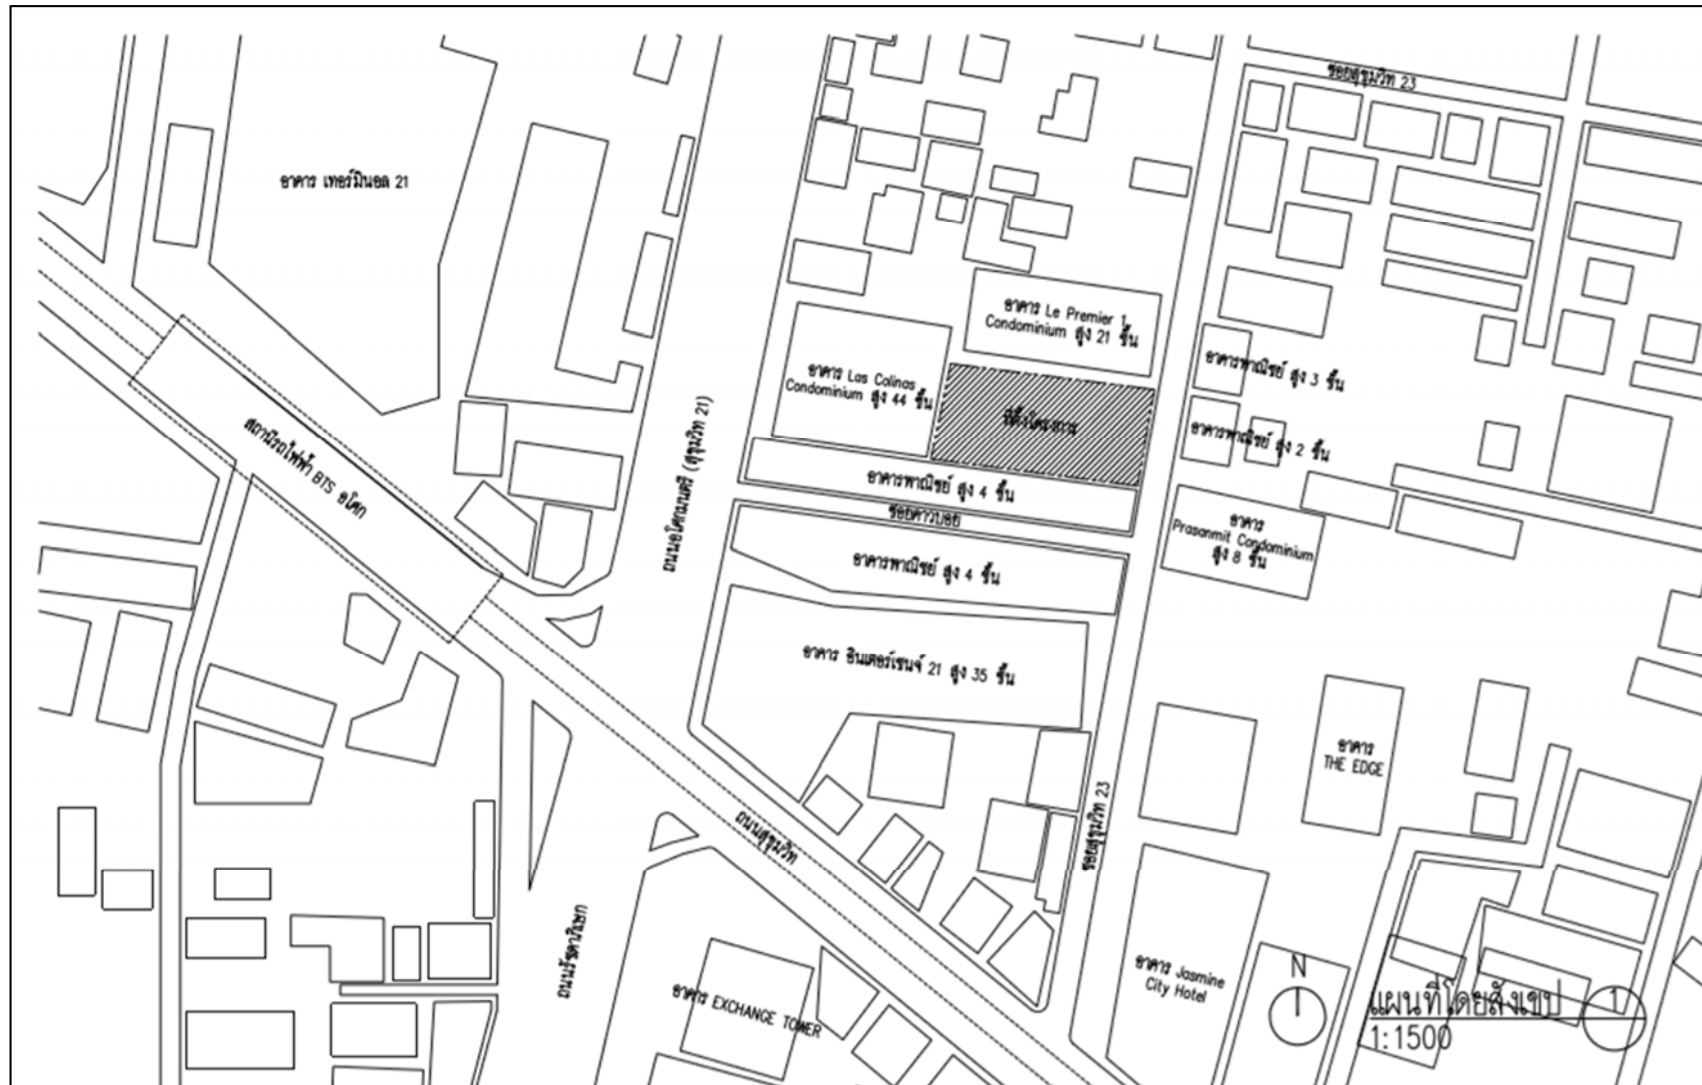 ซอยสุขุมวิท 23
อาคาร เทอร์มินอล 21
อาคาร Le Premier 1
Condominium สูง 21 ชั้น
อาคาร Las Colinas
Condominium สูง 44 ชั้น
ที่ตั้งโครงการ
อาคารพาณิชย์ สูง 3 ชั้น
อาคารพาณิชย์ สูง 2 ชั้น
สถานีรถไฟฟ้า BTS อโศก
ถนนอโศกมนตรี (สุขุมวิท 21)
อาคารพาณิชย์ สูง 4 ชั้น
ซอยคาวบอย
อาคาร
Prasanmit Condominium
สูง 8 ชั้น
อาคารพาณิชย์ สูง 4 ชั้น
อาคาร อินเตอร์เชนจ์ 21 สูง 35 ชั้น
อาคาร
THE EDGE
ถนนสุขุมวิท
ซอยสุขุมวิท 23
ถนนรัชดาภิเษก
อาคาร EXCHANGE TOWER
อาคาร Jasmine
City Hotel
N
แผนที่โดยสังเขป 1
1:1500